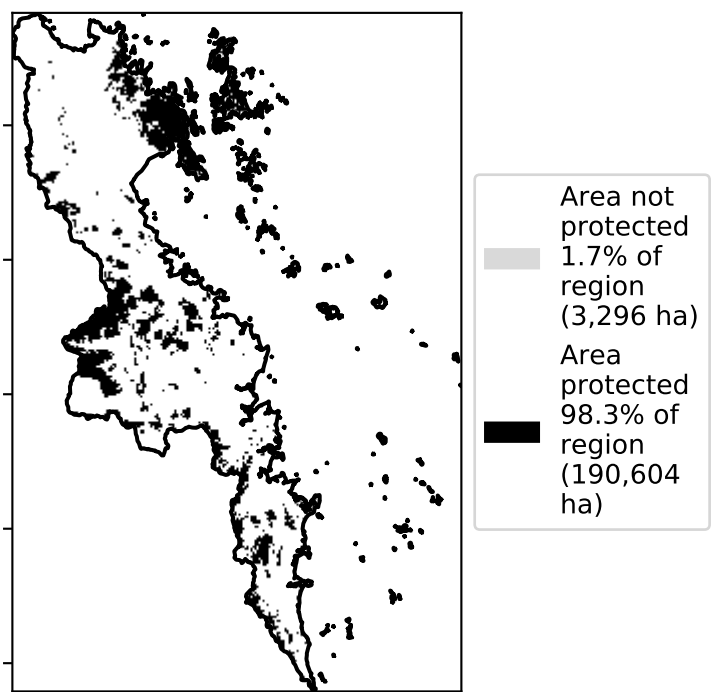 Area not
protected
1.7% of
region
(3,296 ha)
Area
protected
98.3% of
region
(190,604
ha)